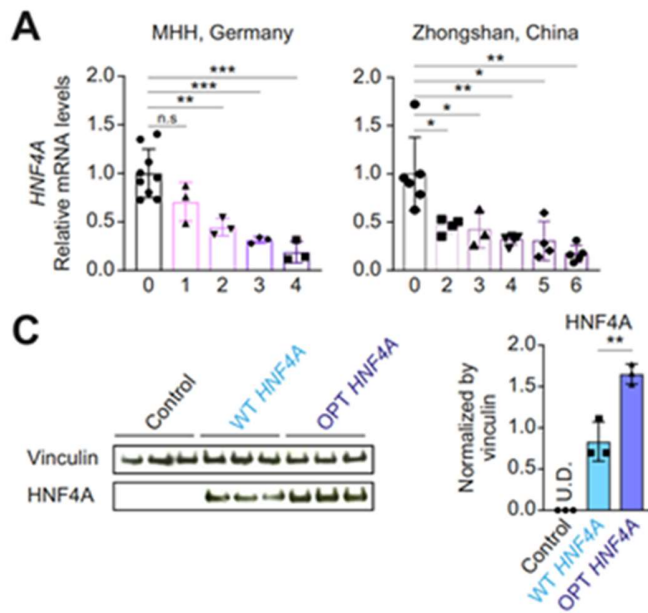 A
MHH, Germany
Zhongshan, China
HNF4A
Relative mRNA levels
2.0
1.5
1.0
0.5
0.0
***
***
**
n.s
0 1 2 3 4
2.0
1.5
1.0
0.5
0.0
**
*
**
*
*
0 2 3 4 5 6
C
Control
WT HNF4A
OPT HNF4A
Vinculin
HNF4A
HNF4A
Normalized by
vinculin
2.0
1.5
1.0
0.5
0.0
**
U.D.
Control
WT HNF4A
OPT HNF4A